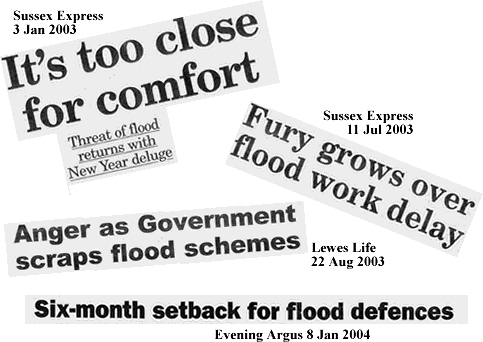 Sussex Express
3 Jan 2003
It's too close
for comfort
Threat of flood
returns with
New Year deluge
Sussex Express
11 Jul 2003
Fury grows over
flood work delay
Anger as Government
scraps flood schemes
Lewes Life
22 Aug 2003
Six-month setback for flood defences
Evening Argus 8 Jan 2004